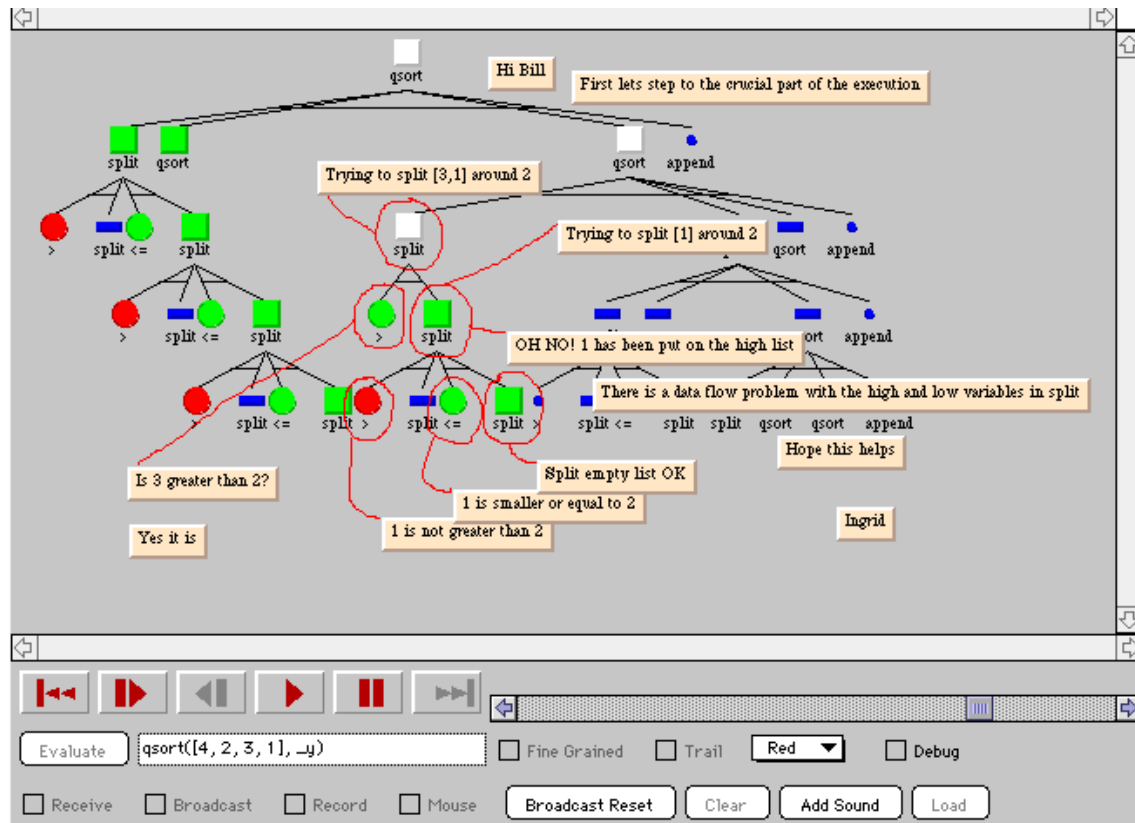 qsort
Hi Bill
First lets step to the crucial part of the execution
split qsort
qsort append
Trying to split [3,1] around 2
> split <= split
split
Trying to split [1] around 2
qsort append
> split <= split
> split
OH NO! 1 has been put on the high list
append
There is a data flow problem with the high and low variables in split
> split <= split > split <= split > split <= split split qsort qsort append
Hope this helps
Is 3 greater than 2?
Split empty list OK
1 is smaller or equal to 2
1 is not greater than 2
Ingrid
Yes it is
Evaluate qsort([4, 2, 3, 1], _y) Fine Grained Trail Red Debug
Receive Broadcast Record Mouse Broadcast Reset Clear Add Sound Load